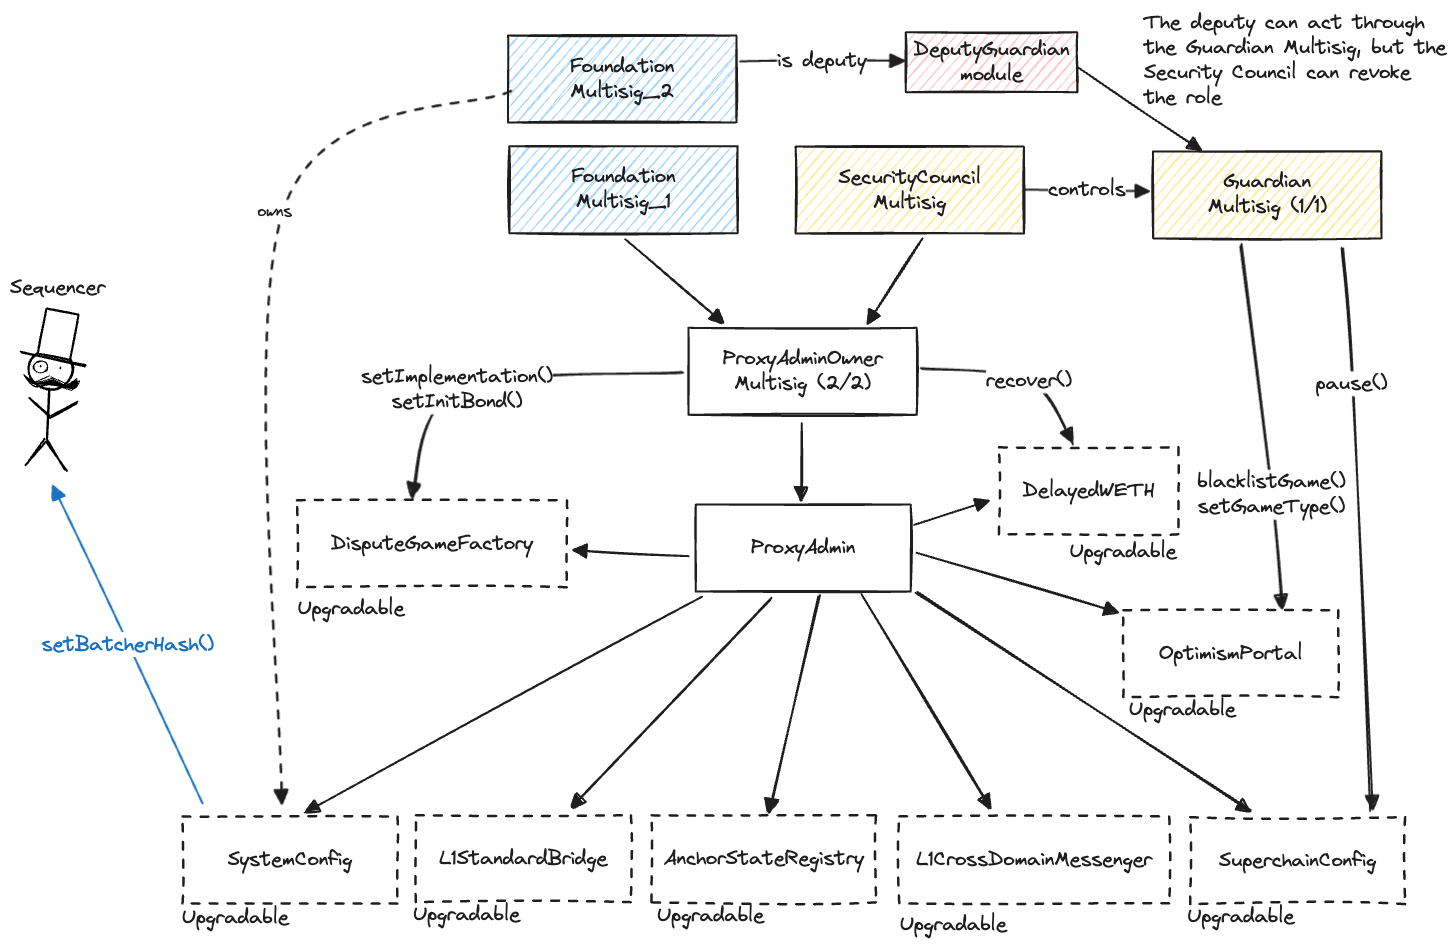 The deputy can act through
the Guardian Multisig, but the
Security Council can revoke
the role
Foundation
Multisig_2
is deputy
DeputyGuardian
module
Foundation
Multisig_1
SecurityCouncil
Multisig
controls
Guardian
Multisig (1/1)
owns
Sequencer
ProxyAdminOwner
Multisig (2/2)
setImplementation()
setInitBond()
recover()
pause()
DelayedWETH
Upgradable
blacklistGame()
setGameType()
DisputeGameFactory
Upgradable
ProxyAdmin
setBatcherHash()
OptimismPortal
Upgradable
SystemConfig
Upgradable
L1StandardBridge
Upgradable
AnchorStateRegistry
Upgradable
L1CrossDomainMessenger
Upgradable
SuperchainConfig
Upgradable